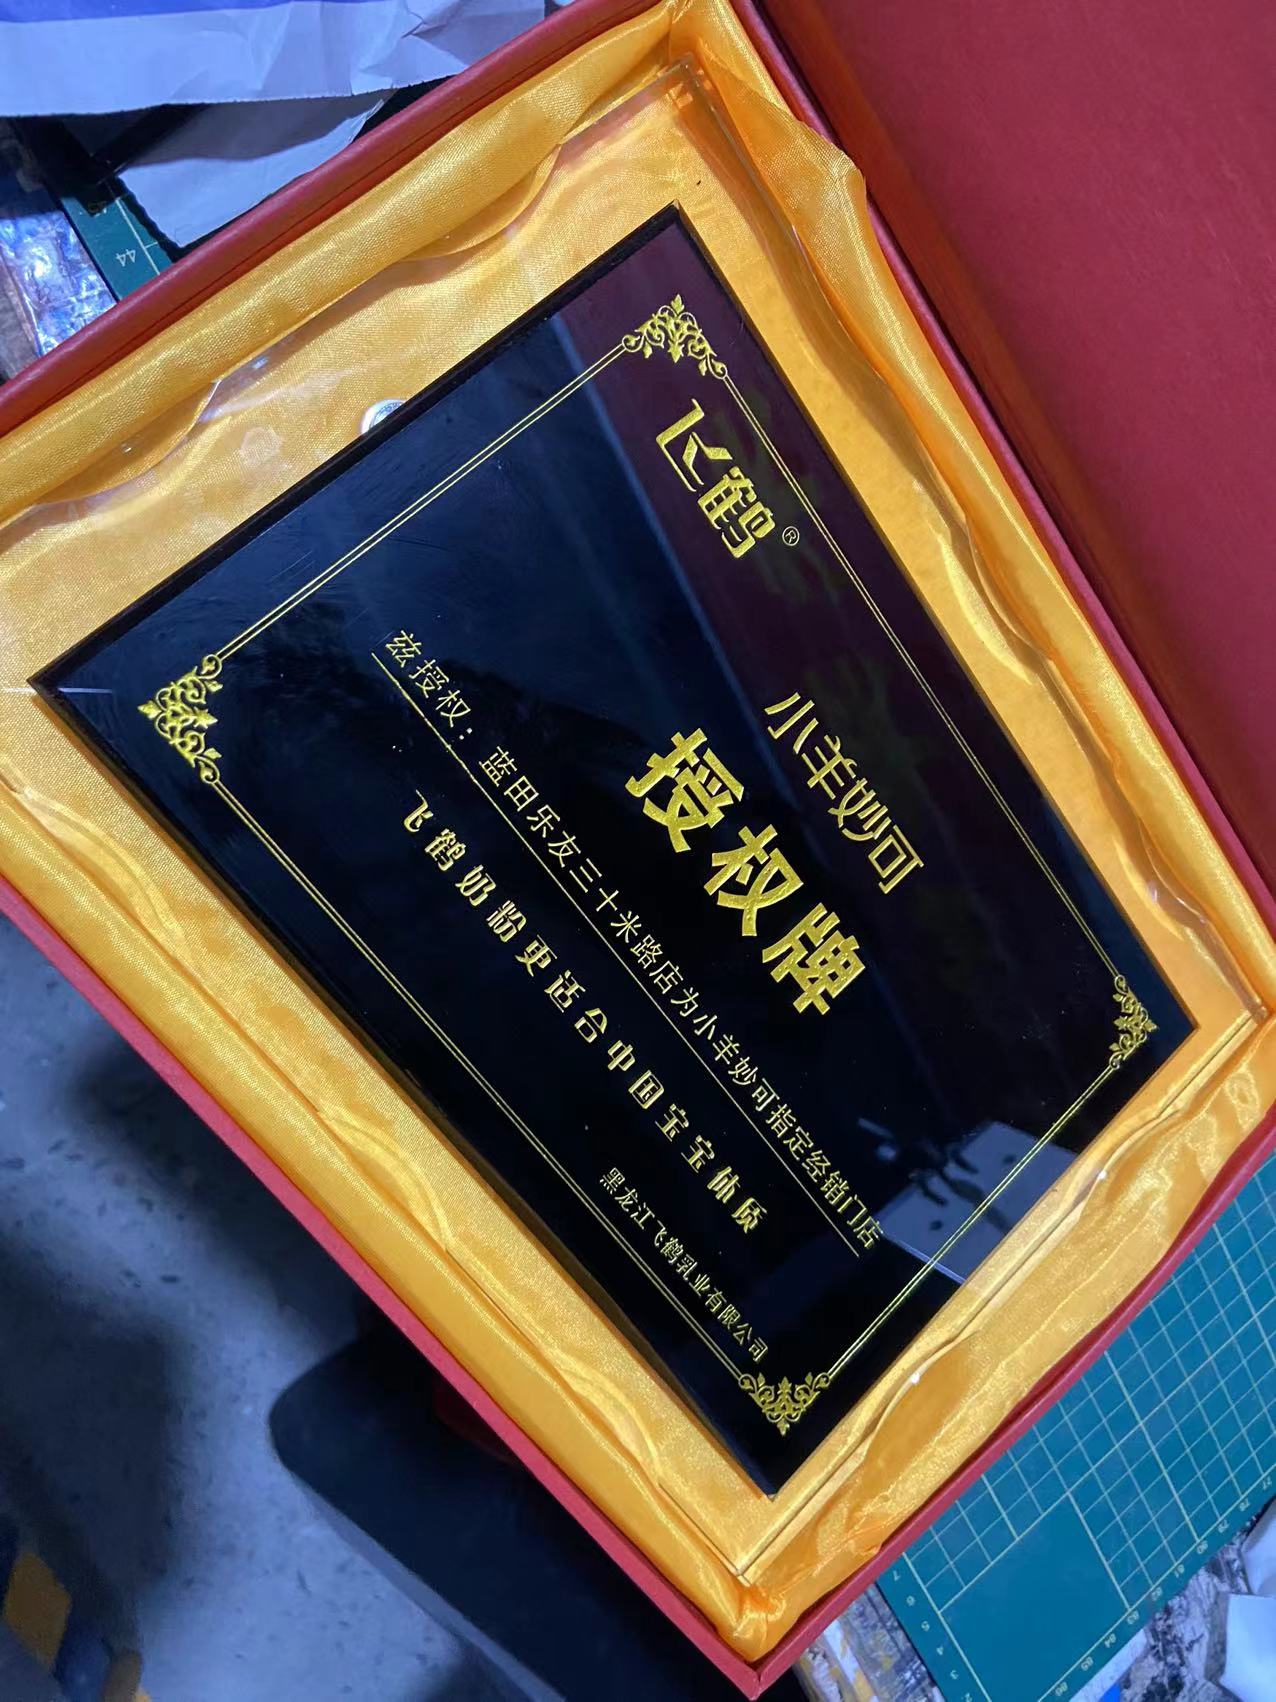 飞鹤®
小羊妙可
授权牌
兹授权：蓝田乐友三十米路店为小羊妙可指定经销门店
飞鹤奶粉更适合中国宝宝体质
黑龙江飞鹤乳业有限公司
44